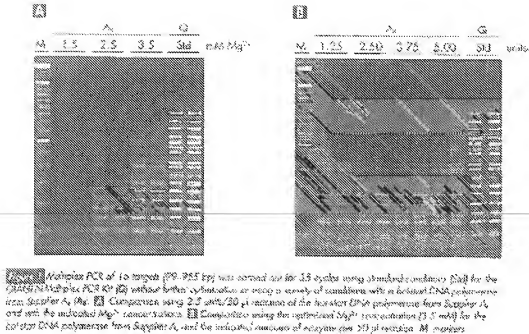 A
B
Q
G
M 1.5 2.5 3.5 Std mM Mg²⁺
M 1.25 2.50 3.75 5.00 Std units
Multiplex PCR of 16 targets (99–955 bp) was carried out for 35 cycles using standard conditions (Std) for the
QIAGEN Multiplex PCR Kit (Q) without further optimization or using a variety of conditions with a hotstart DNA polymerase
from Supplier A, (A). A Comparison using 2.5 units/50 µl reaction of the hot-start DNA polymerase from Supplier A,
and with the indicated Mg²⁺ concentrations. B Comparison using the optimized Mg²⁺ concentration (3.5 mM) for the
hotstart DNA polymerase from Supplier A, and the indicated amounts of enzyme per 50 µl reaction. M: markers